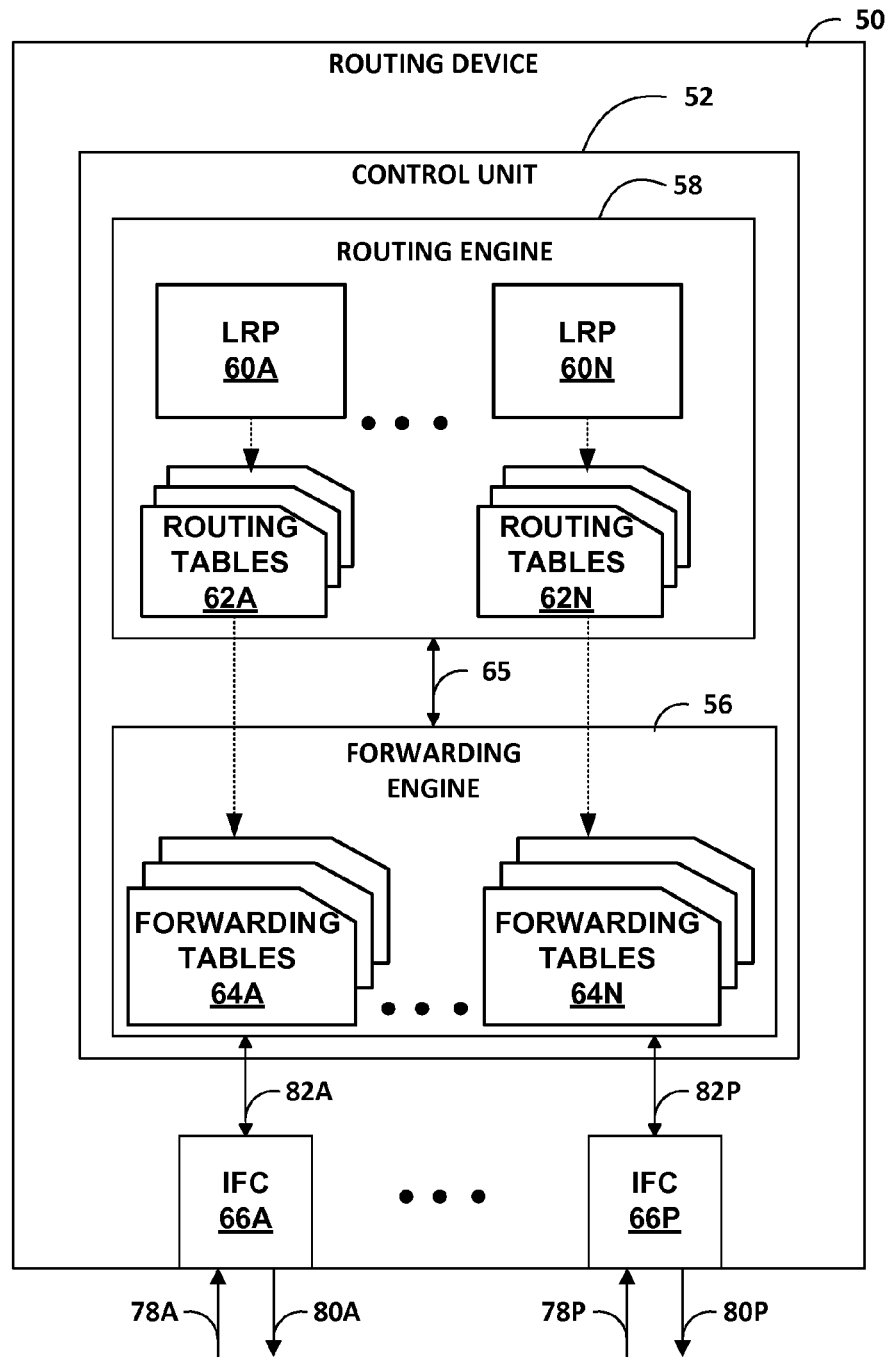 50
ROUTING DEVICE
52
CONTROL UNIT
58
ROUTING ENGINE
LRP
60A
LRP
60N
ROUTING
TABLES
62A
ROUTING
TABLES
62N
65
56
FORWARDING
ENGINE
FORWARDING
TABLES
64A
FORWARDING
TABLES
64N
82A
82P
IFC
66A
IFC
66P
78A
80A
78P
80P